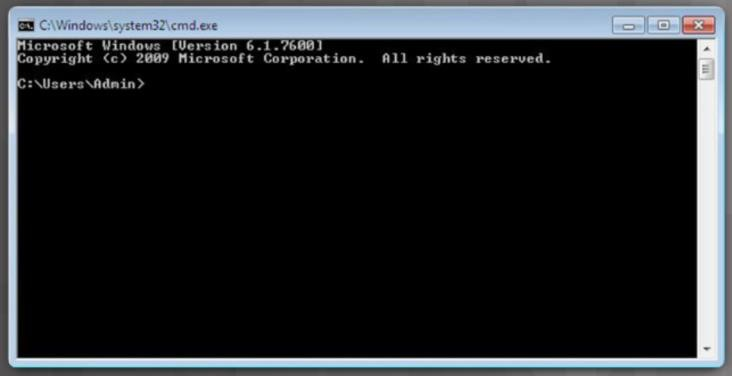 C:\Windows\system32\cmd.exe
Microsoft Windows [Version 6.1.7600]
Copyright (c) 2009 Microsoft Corporation.  All rights reserved.
C:\Users\Admin>